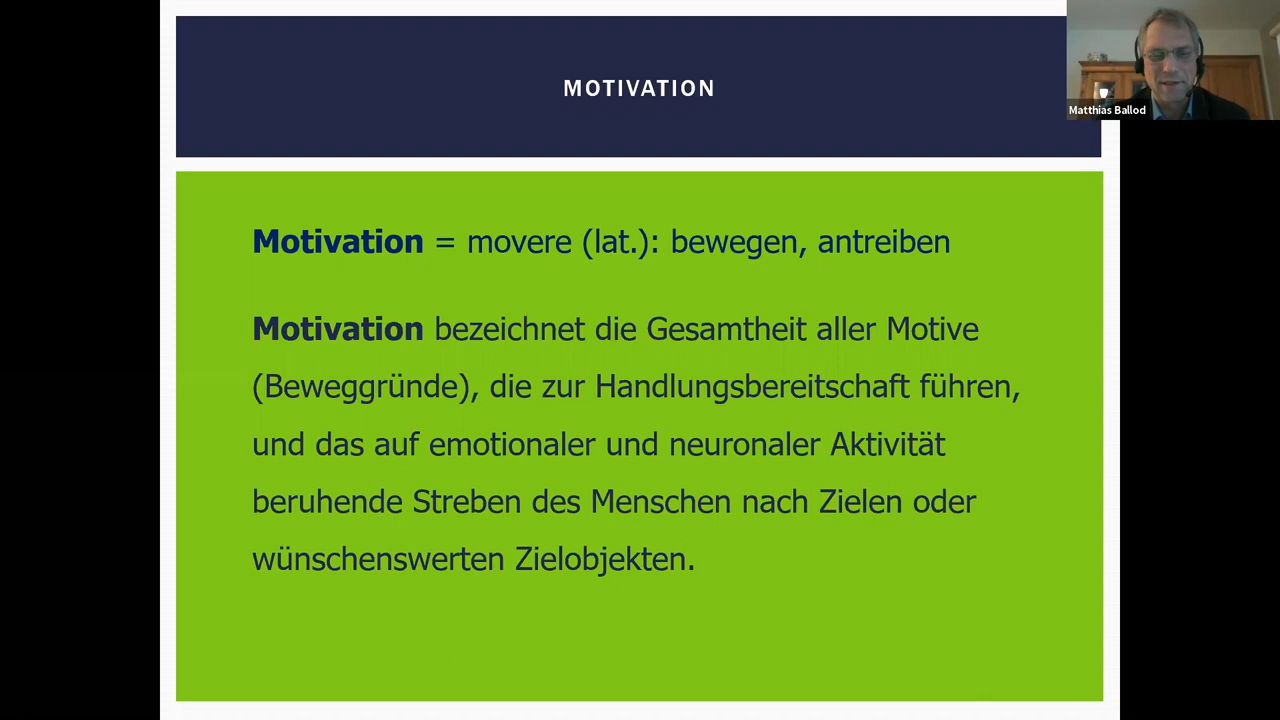 MOTIVATION
Matthias Ballod
Motivation = movere (lat.): bewegen, antreiben
Motivation bezeichnet die Gesamtheit aller Motive
(Beweggründe), die zur Handlungsbereitschaft führen,
und das auf emotionaler und neuronaler Aktivität
beruhende Streben des Menschen nach Zielen oder
wünschenswerten Zielobjekten.